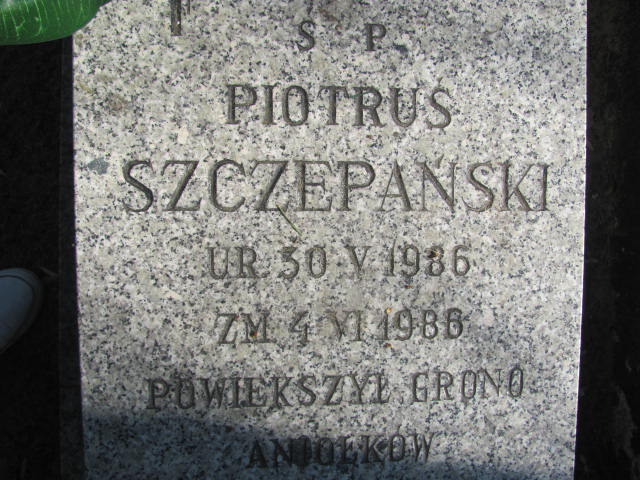 Ś P
PIOTRUŚ
SZCZEPAŃSKI
UR 30 V 1986
ZM 4 VI 1986
POWIĘKSZYŁ GRONO
ANIOŁKÓW